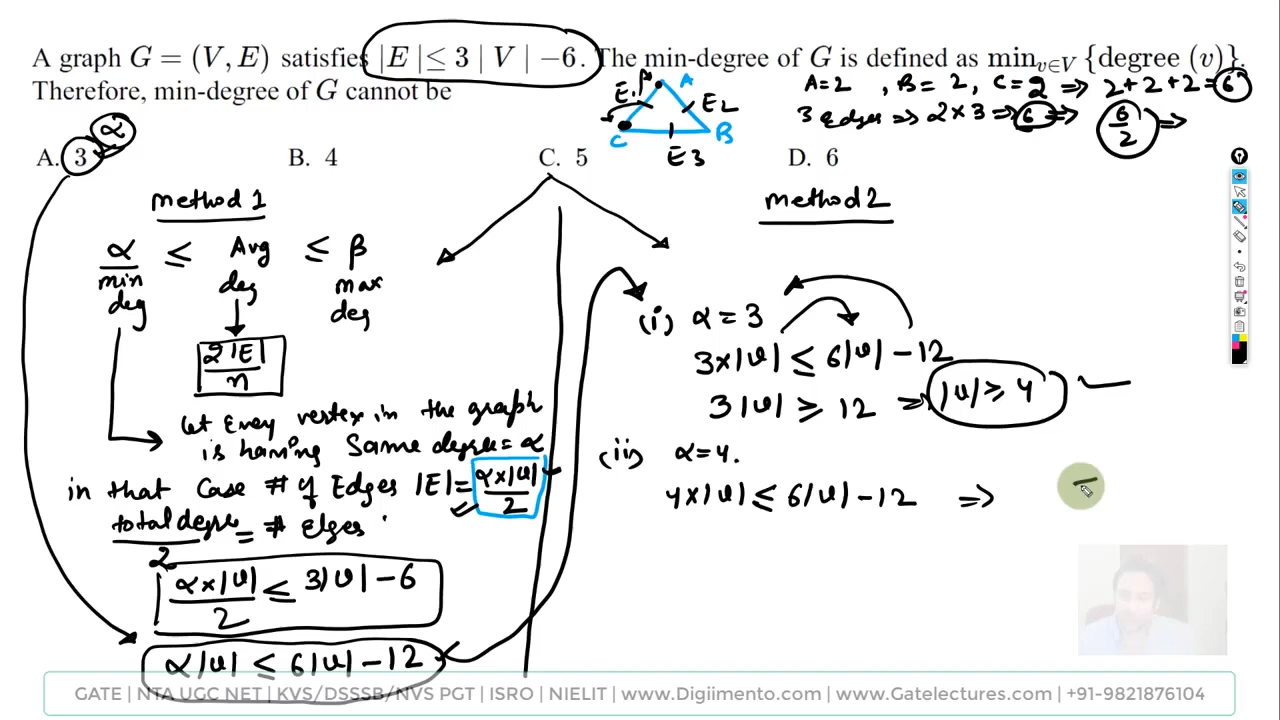 A graph G = (V, E) satisfies |E| ≤ 3 | V | −6. The min-degree of G is defined as min_{v∈V} {degree (v)}.
Therefore, min-degree of G cannot be
A=2 , B= 2, C=2 ⇒ 2+2+2=6
3 Edges ⇒ 2×3 ⇒ 6 ⇒ 6/2 ⇒
A
E2
B
E3
C
α
A. 3
B. 4
C. 5
D. 6
method 1
α ≤ Avg ≤ β
min deg max
deg deg
2|E|/n
let Every vertex in the graph
is having Same degree = α
in that Case # of Edges |E| = α×|v|/2
total degre/2 = # Edges
α×|v|/2 ≤ 3|v| − 6
α|v| ≤ 6|v| − 12
method 2
(i) α = 3
3×|v| ≤ 6|v| − 12
3|v| ≥ 12 ⇒ |v| ≥ 4
(ii) α=4.
4×|v| ≤ 6|v| − 12 ⇒
GATE | NTA UGC NET | KVS/DSSSB/NVS PGT | ISRO | NIELIT | www.Digiimento.com | www.Gatelectures.com | +91-9821876104